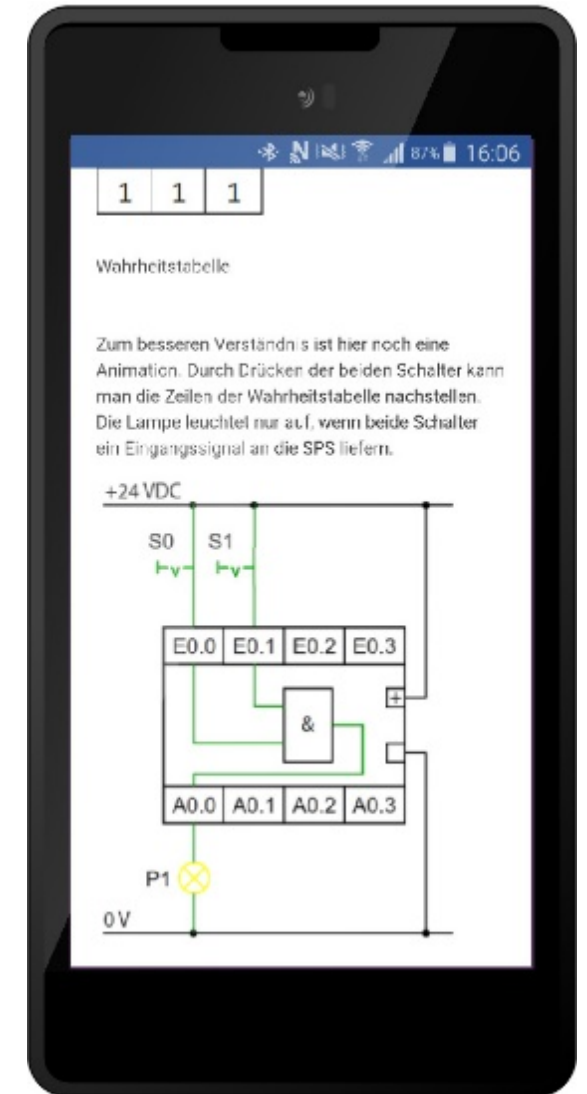 87% 16:06
1 1 1
Wahrheitstabelle
Zum besseren Verständnis ist hier noch eine
Animation. Durch Drücken der beiden Schalter kann
man die Zeilen der Wahrheitstabelle nachstellen.
Die Lampe leuchtet nur auf, wenn beide Schalter
ein Eingangssignal an die SPS liefern.
+24 VDC
S0 S1
E0.0 E0.1 E0.2 E0.3
+
&
A0.0 A0.1 A0.2 A0.3
P1
0 V